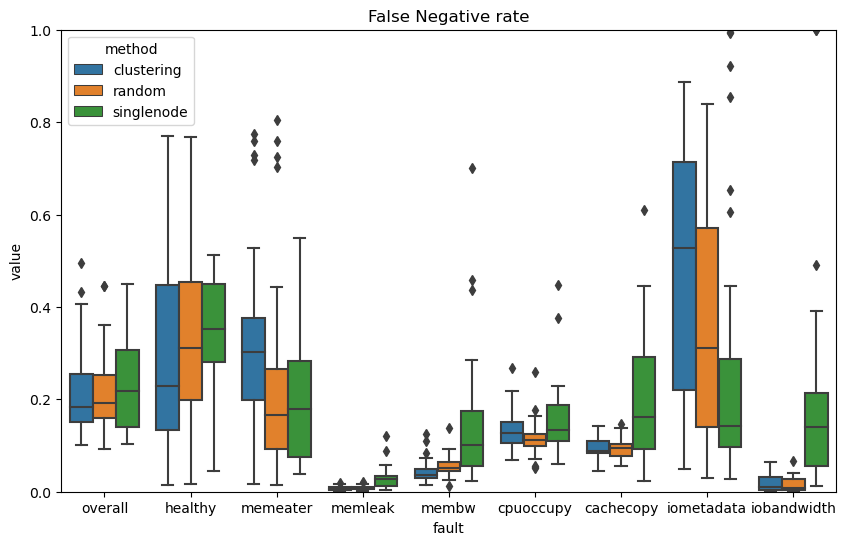 False Negative rate
method
clustering
random
singlenode
1.0
0.8
0.6
0.4
0.2
0.0
value
overall healthy memeater memleak membw cpuoccupy cachecopy iometadata iobandwidth
fault